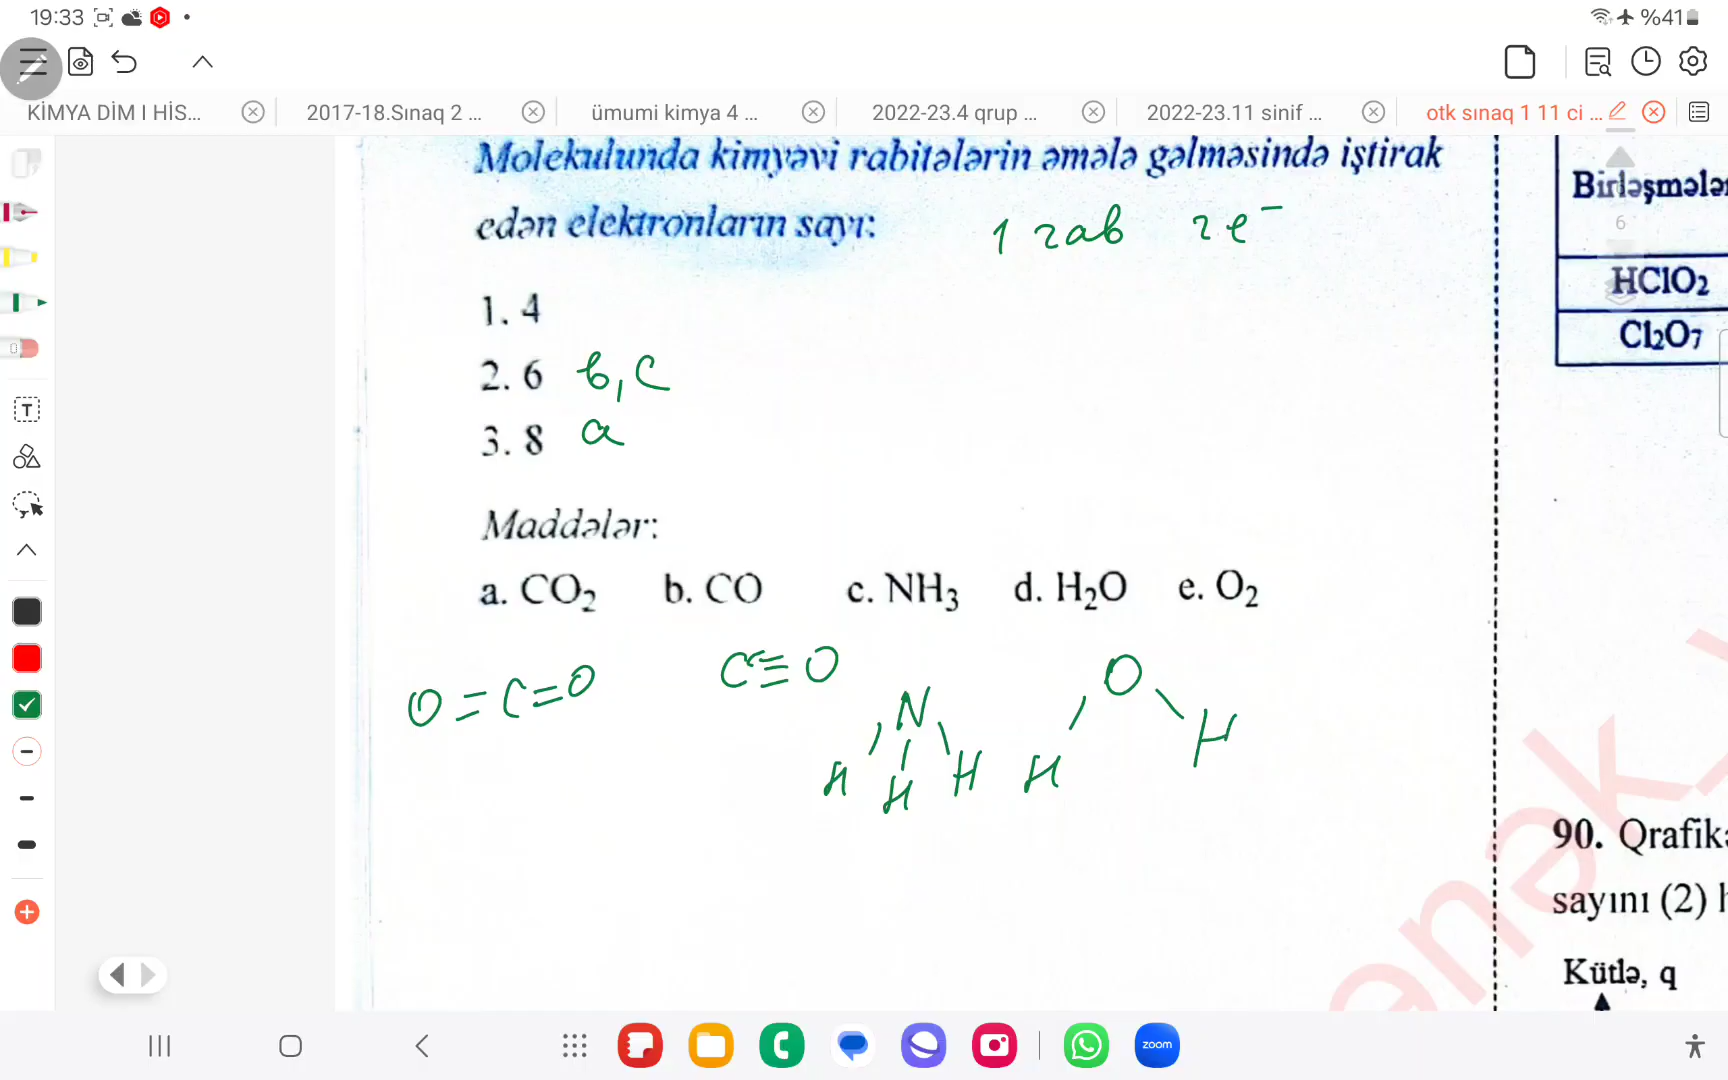 19:33
%41
KİMYA DİM I HİS...
2017-18.Sınaq 2 ...
ümumi kimya 4 ...
2022-23.4 qrup ...
2022-23.11 sinif ...
otk sınaq 1 11 ci ...
Molekulunda kimyəvi rabitələrin əmələ gəlməsində iştirak
edən elektronların sayı: 1 rab 2e⁻
1. 4
2. 6 b, c
3. 8 a
Maddələr:
a. CO₂ b. CO c. NH₃ d. H₂O e. O₂
O=C=O C≡O
N O
H H H H H
Birləşmələr
6
HClO₂
Cl₂O₇
90. Qrafikə
sayını (2) h
Kütlə, q
zoom